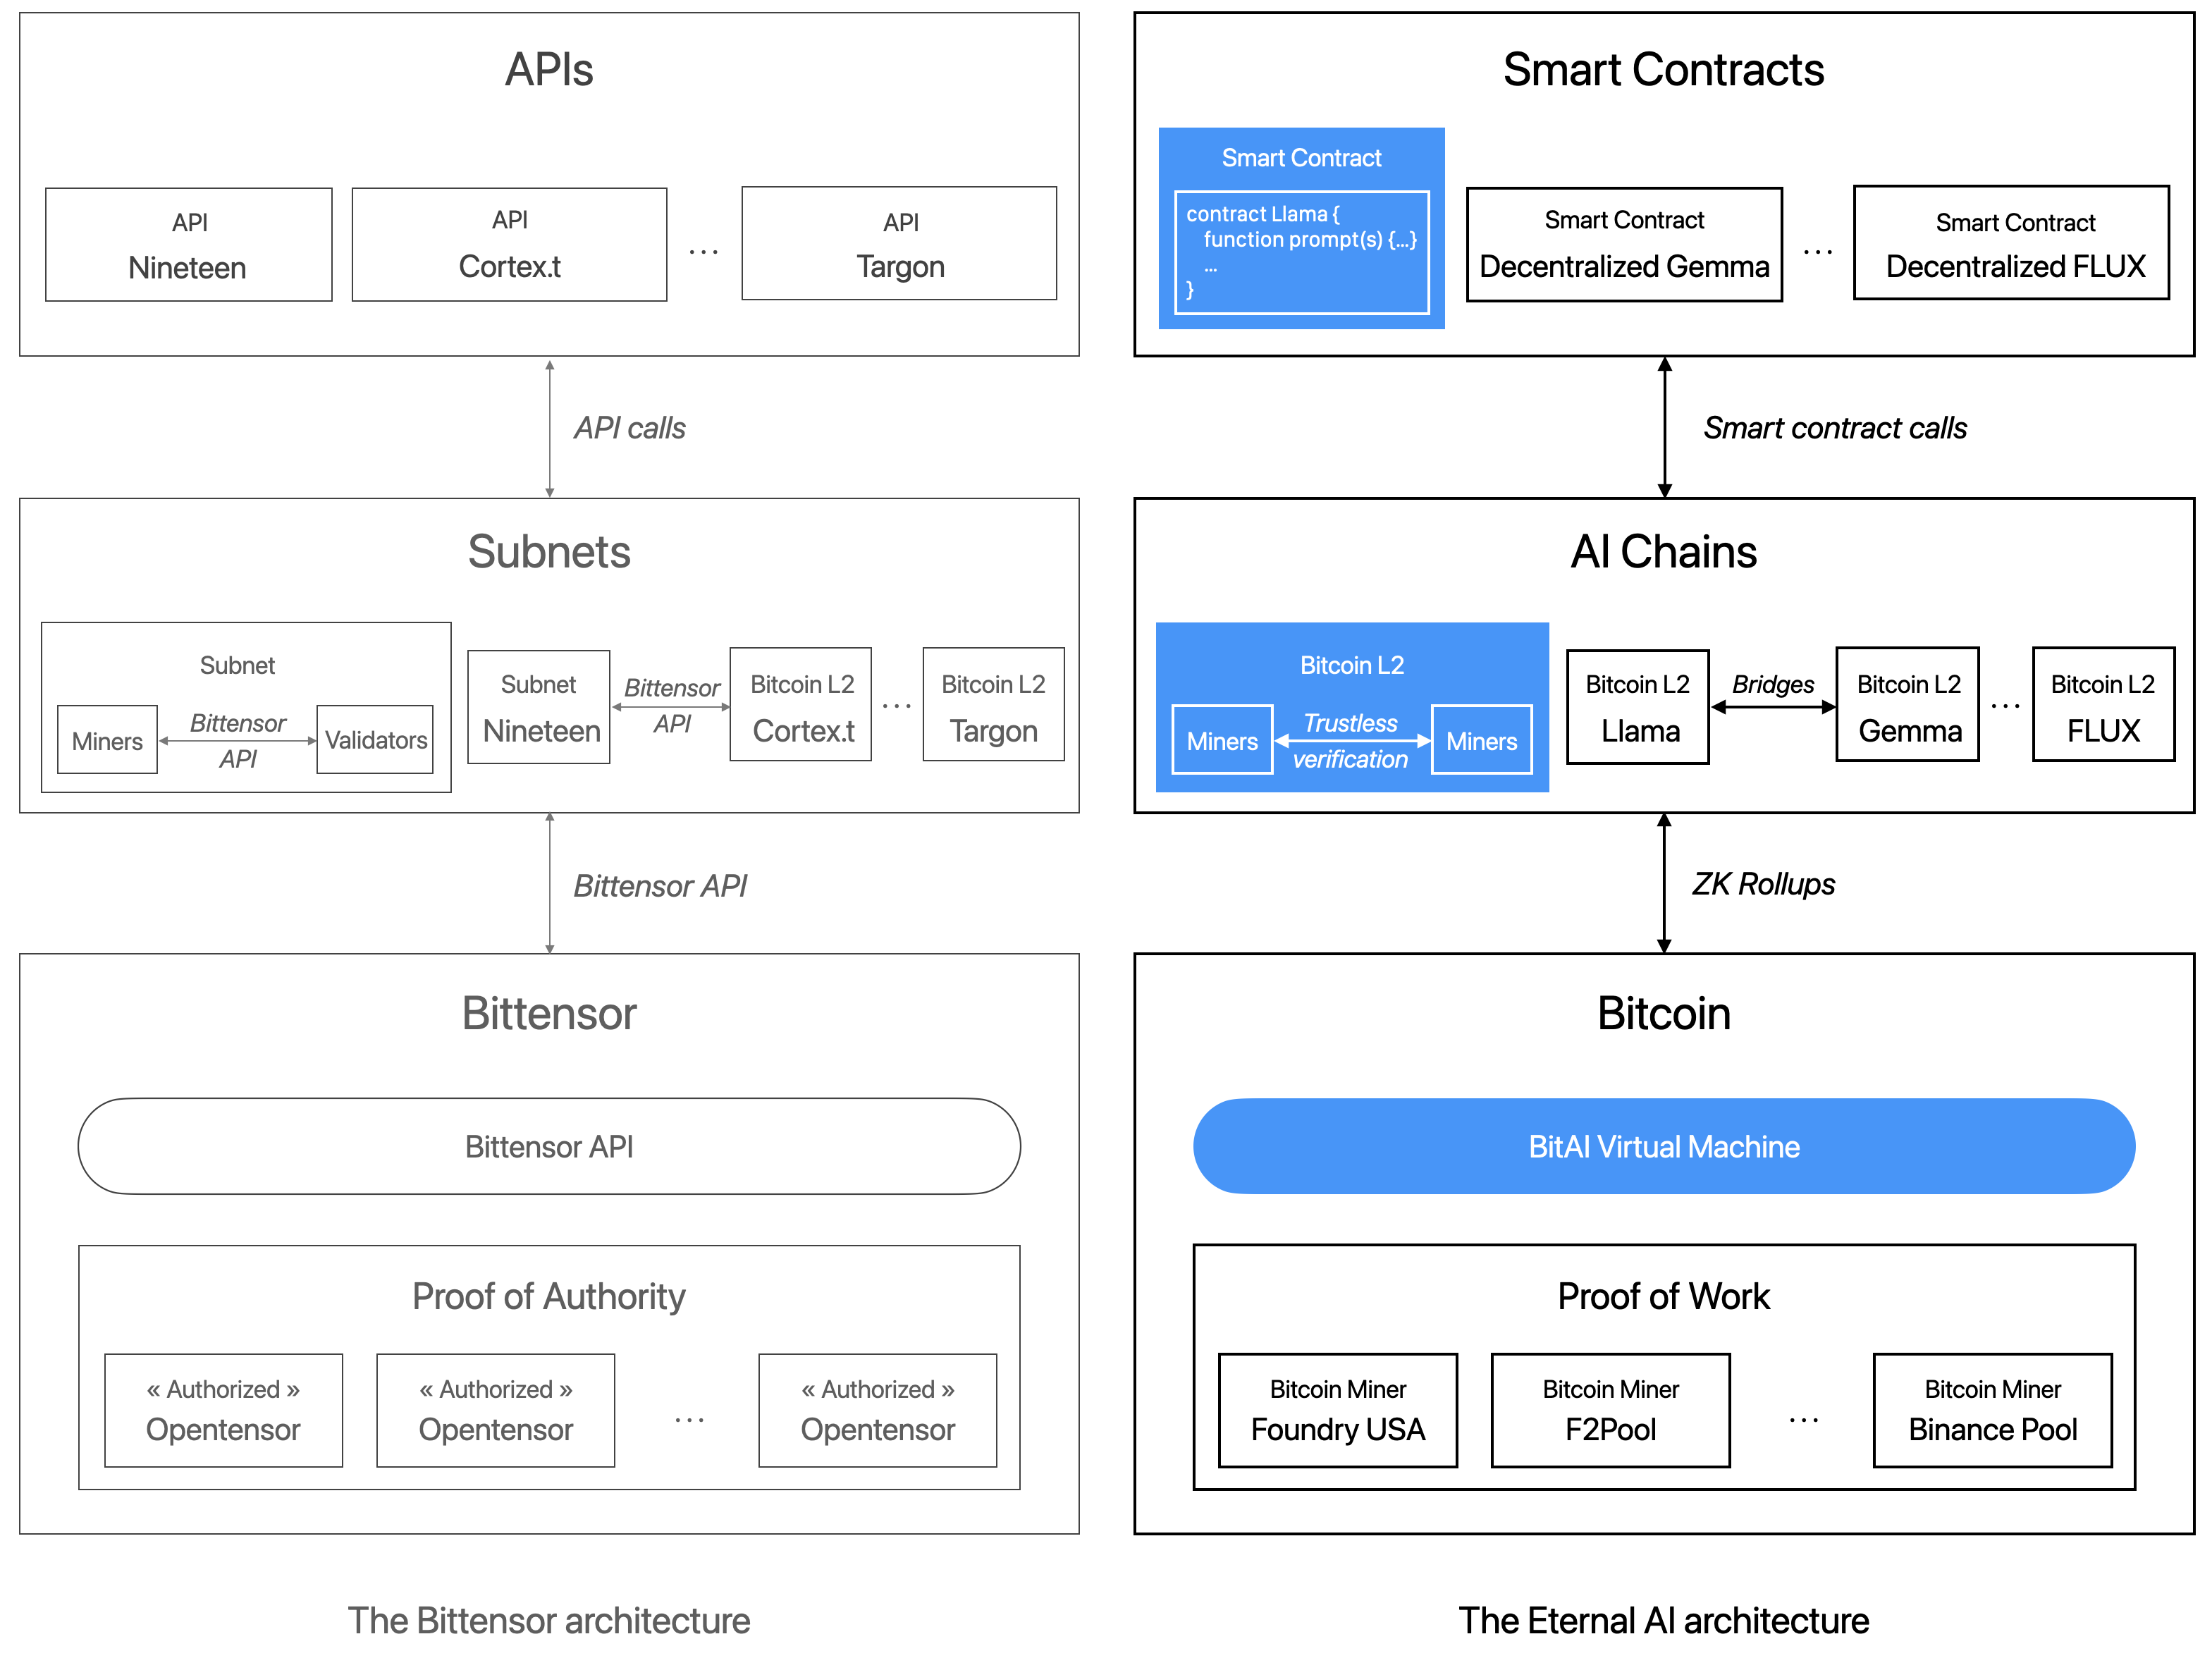 APIs
API
Nineteen
API
Cortex.t
...
API
Targon
API calls
Subnets
Subnet
Miners
Bittensor
API
Validators
Subnet
Nineteen
Bittensor
API
Bitcoin L2
Cortex.t
...
Bitcoin L2
Targon
Bittensor API
Bittensor
Bittensor API
Proof of Authority
« Authorized »
Opentensor
« Authorized »
Opentensor
...
« Authorized »
Opentensor
The Bittensor architecture
Smart Contracts
Smart Contract
contract Llama {
function prompt(s) {...}
...
}
Smart Contract
Decentralized Gemma
...
Smart Contract
Decentralized FLUX
Smart contract calls
AI Chains
Bitcoin L2
Miners
Trustless
verification
Miners
Bitcoin L2
Llama
Bridges
Bitcoin L2
Gemma
...
Bitcoin L2
FLUX
ZK Rollups
Bitcoin
BitAI Virtual Machine
Proof of Work
Bitcoin Miner
Foundry USA
Bitcoin Miner
F2Pool
...
Bitcoin Miner
Binance Pool
The Eternal AI architecture